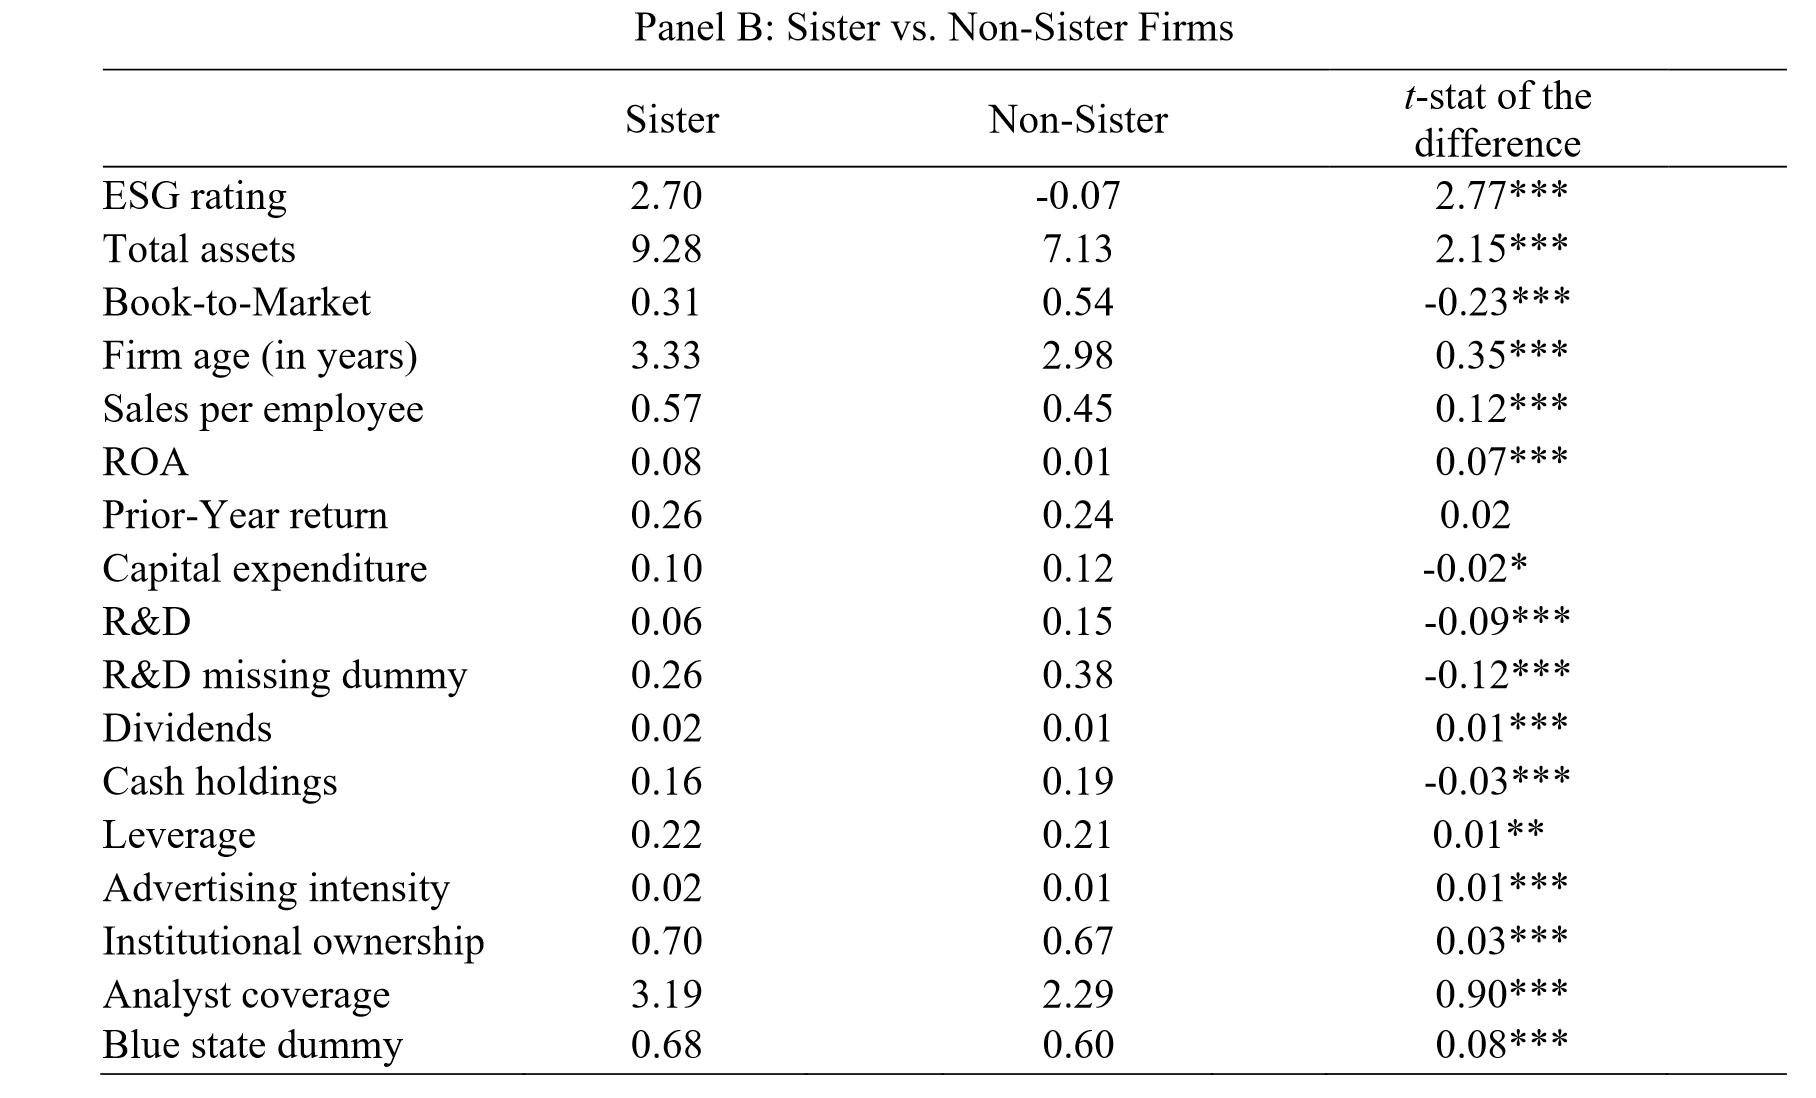 Panel B: Sister vs. Non-Sister Firms
Sister Non-Sister t-stat of the difference
ESG rating 2.70 -0.07 2.77***
Total assets 9.28 7.13 2.15***
Book-to-Market 0.31 0.54 -0.23***
Firm age (in years) 3.33 2.98 0.35***
Sales per employee 0.57 0.45 0.12***
ROA 0.08 0.01 0.07***
Prior-Year return 0.26 0.24 0.02
Capital expenditure 0.10 0.12 -0.02*
R&D 0.06 0.15 -0.09***
R&D missing dummy 0.26 0.38 -0.12***
Dividends 0.02 0.01 0.01***
Cash holdings 0.16 0.19 -0.03***
Leverage 0.22 0.21 0.01**
Advertising intensity 0.02 0.01 0.01***
Institutional ownership 0.70 0.67 0.03***
Analyst coverage 3.19 2.29 0.90***
Blue state dummy 0.68 0.60 0.08***